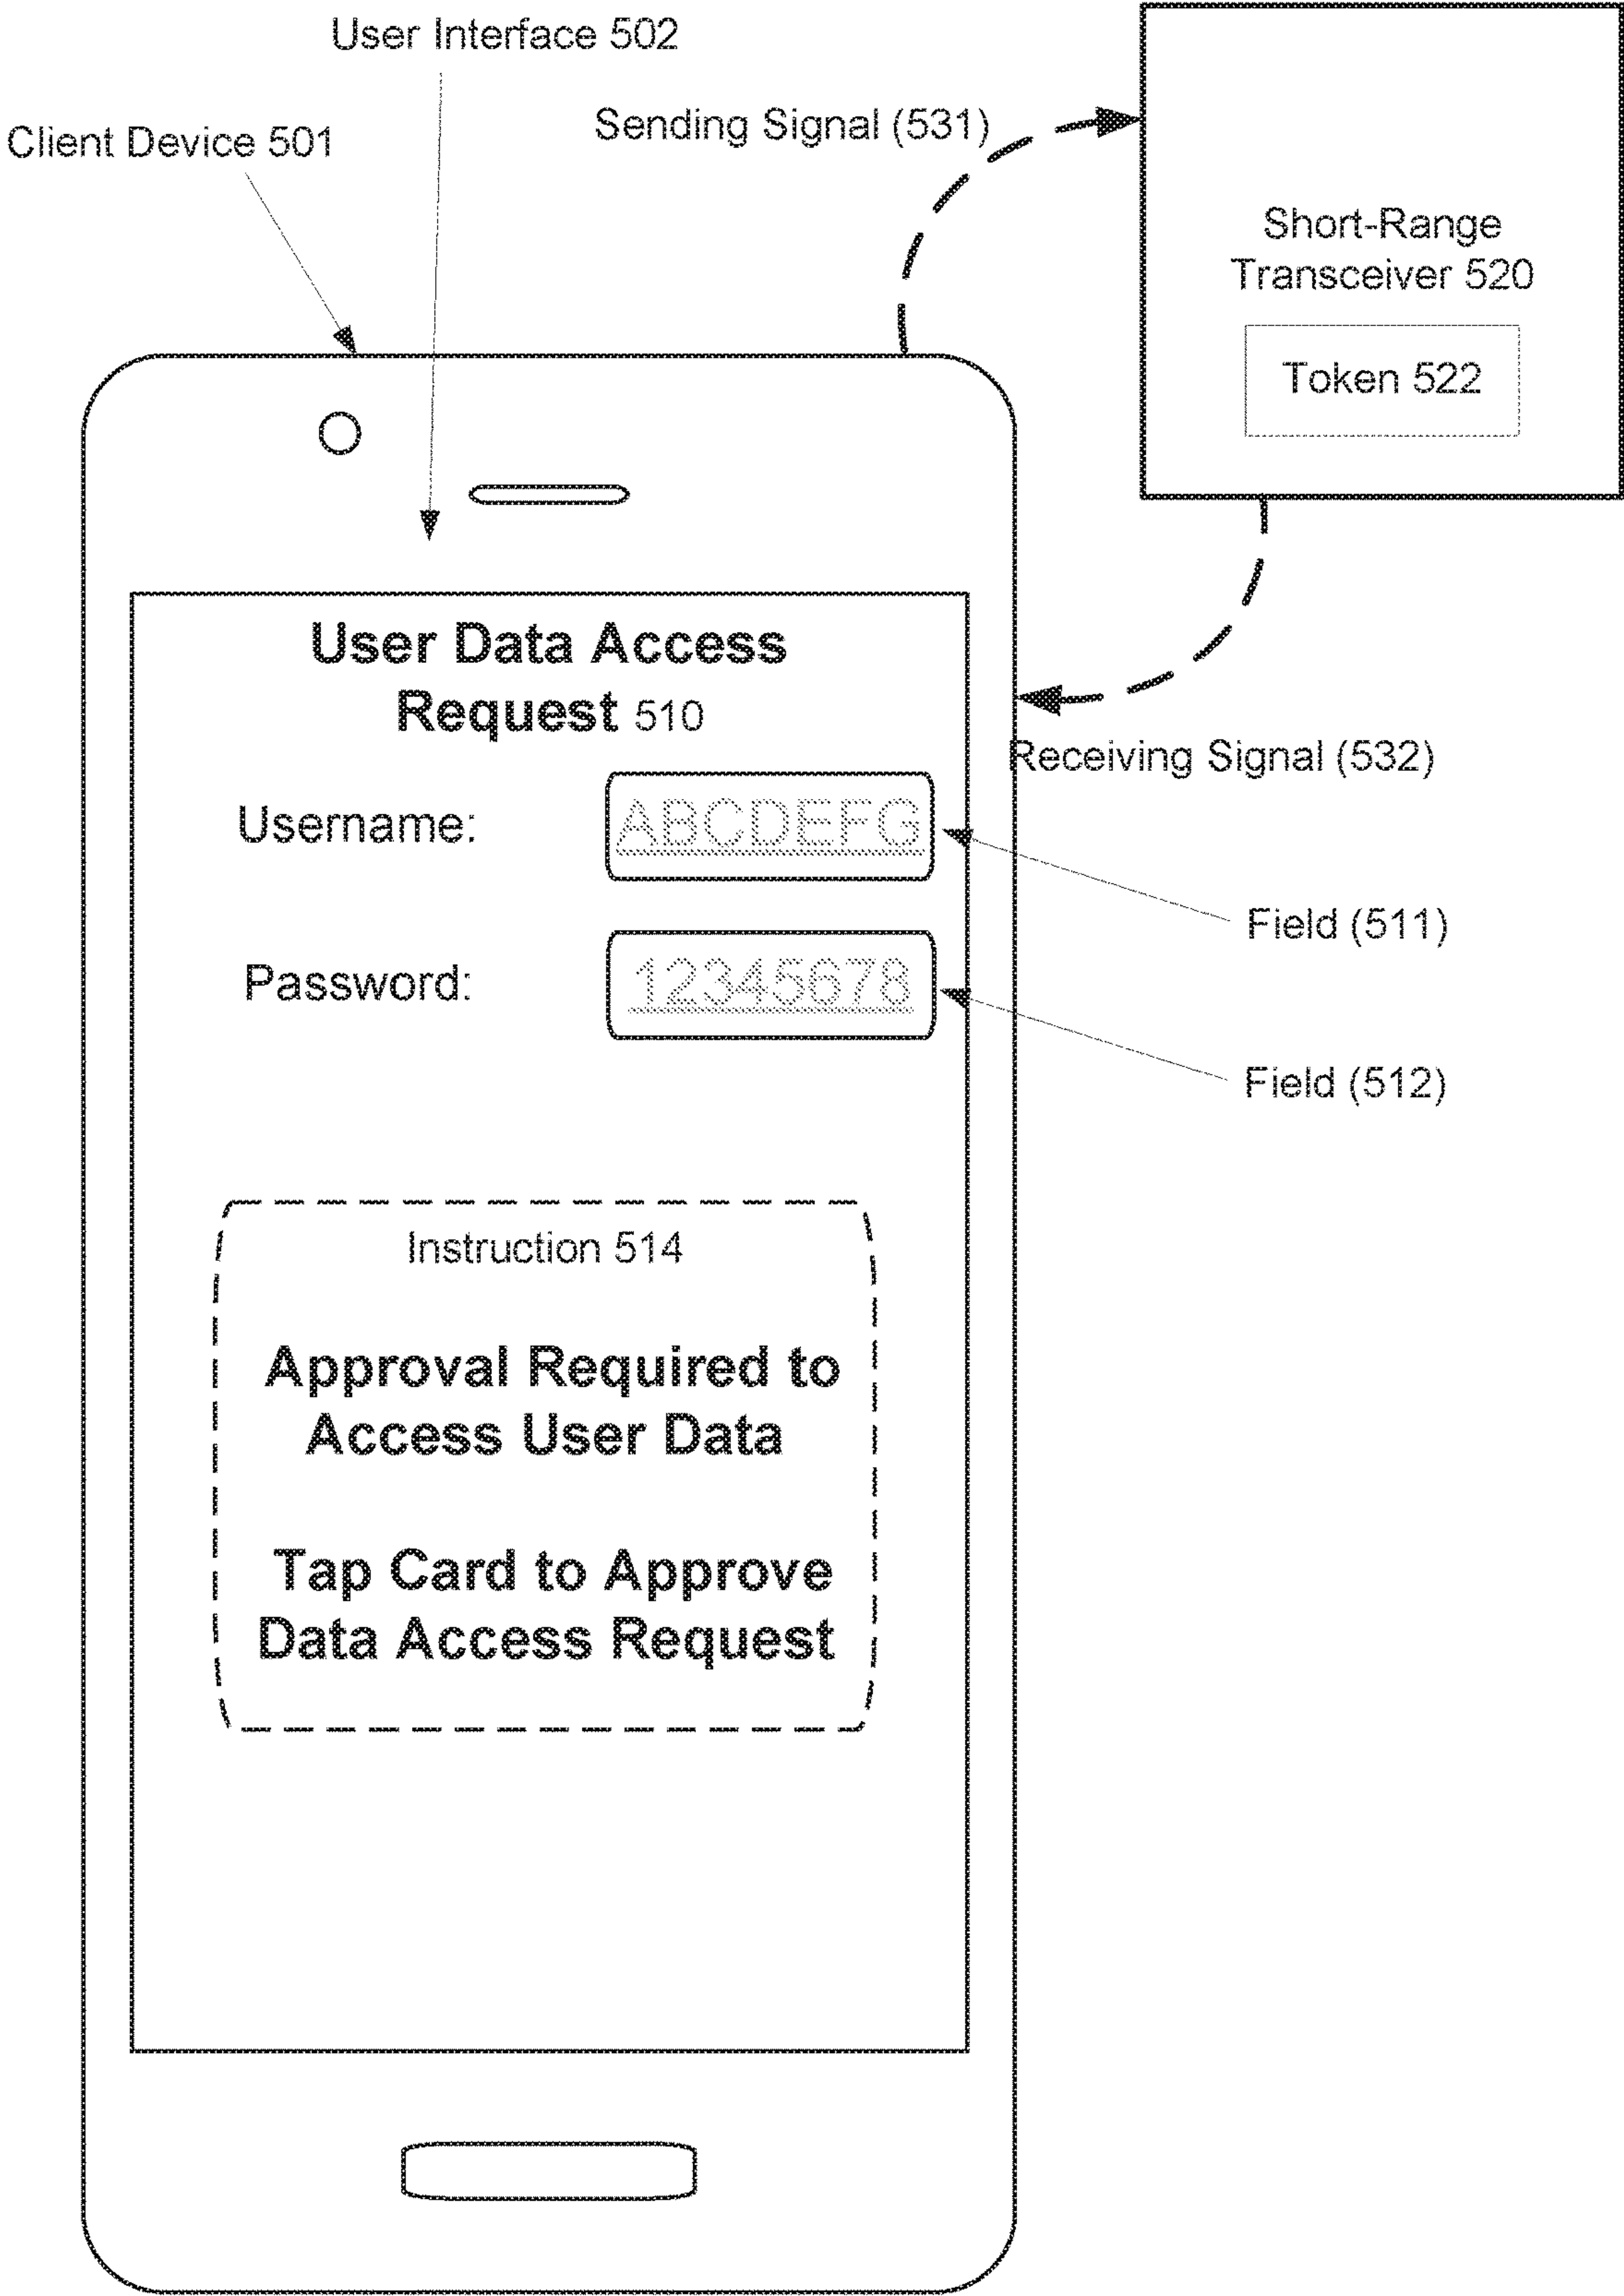 User Interface 502
Client Device 501
Sending Signal (531)
Short-Range
Transceiver 520
Token 522
User Data Access
Request 510
Receiving Signal (532)
Username:
ABCDEFG
Field (511)
Password:
12345678
Field (512)
Instruction 514
Approval Required to
Access User Data
Tap Card to Approve
Data Access Request